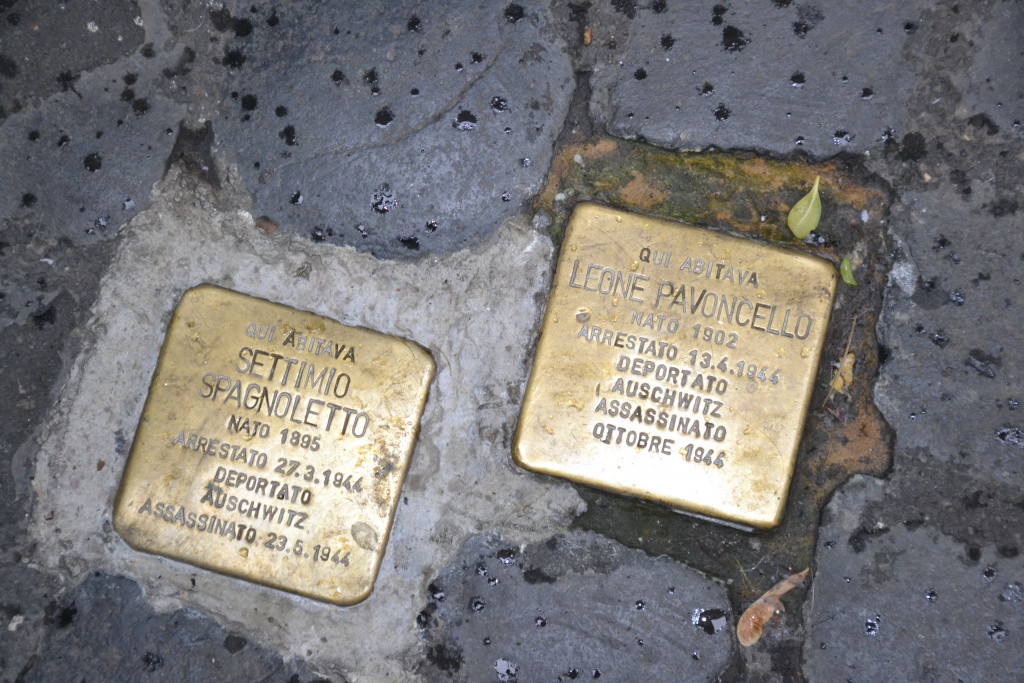 QUI ABITAVA
SETTIMIO
SPAGNOLETTO
NATO 1895
ARRESTATO 27.3.1944
DEPORTATO
AUSCHWITZ
ASSASSINATO 23.5.1944
QUI ABITAVA
LEONE PAVONCELLO
NATO 1902
ARRESTATO 13.4.1944
DEPORTATO
AUSCHWITZ
ASSASSINATO
OTTOBRE 1944